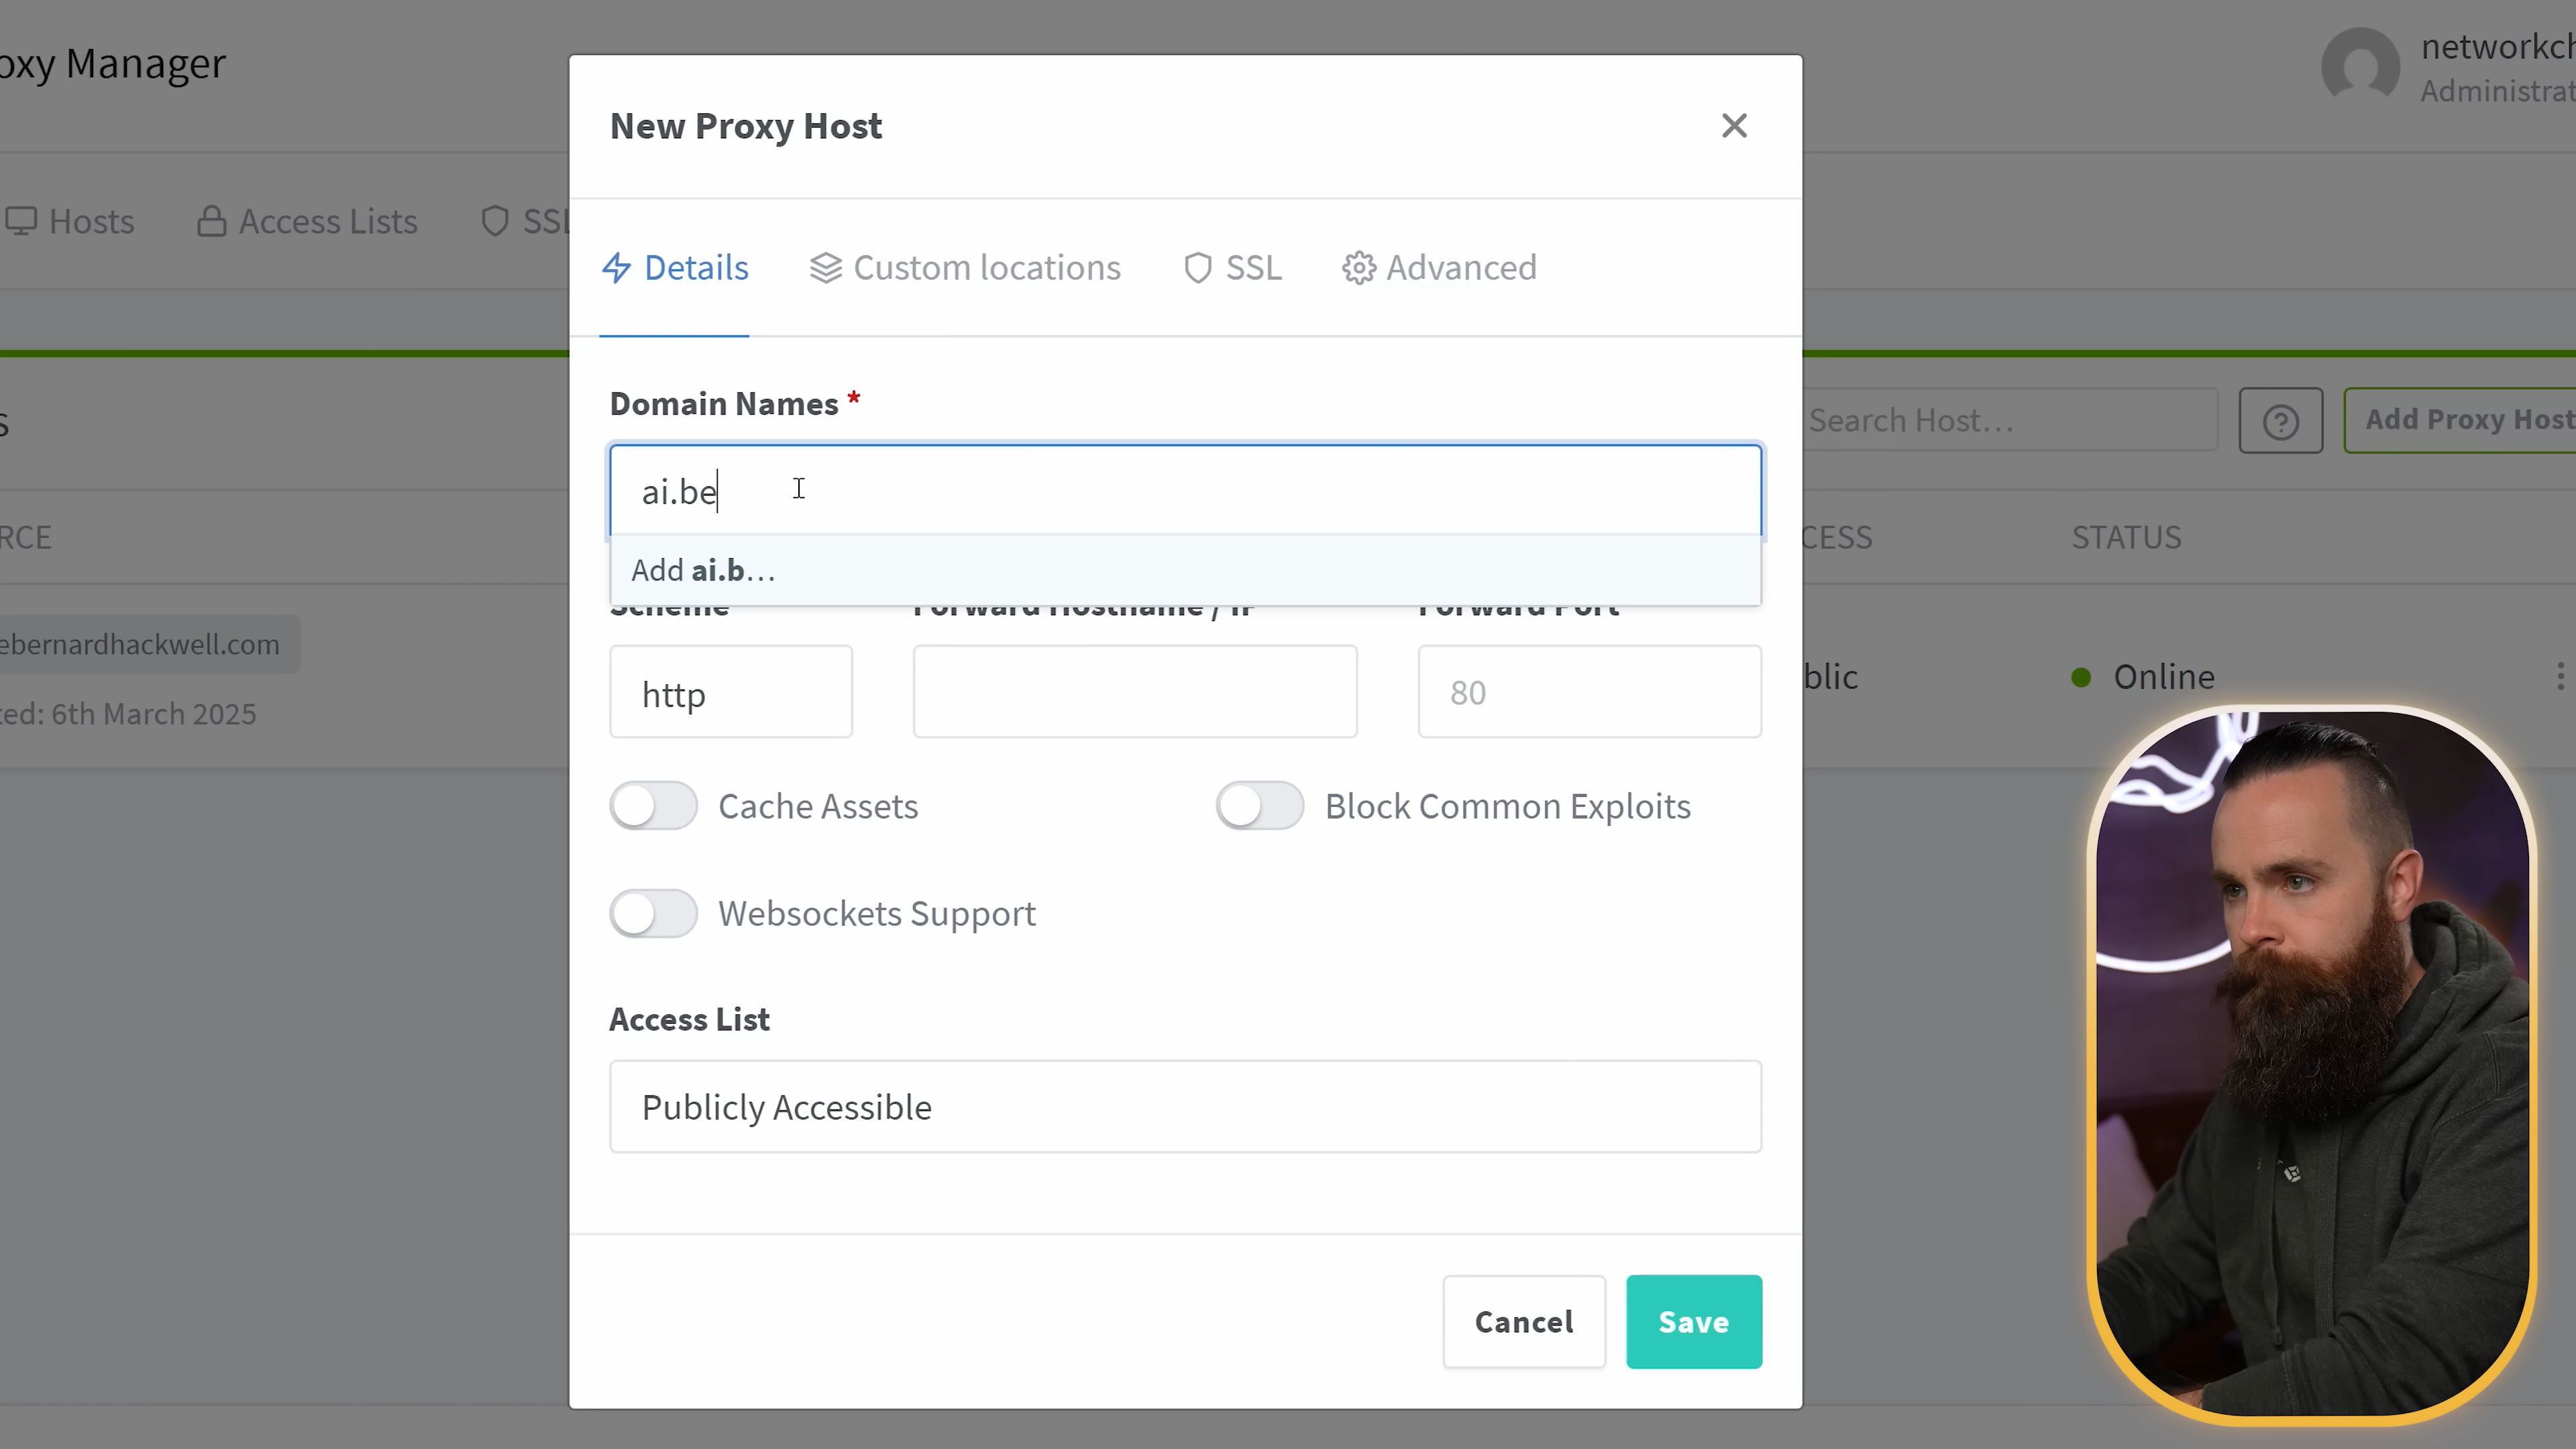 oxy Manager
networkch
Administrat
Hosts
Access Lists
SSL
New Proxy Host
Details
Custom locations
SSL
Advanced
Domain Names *
ai.be
Add ai.b…
Search Host…
Add Proxy Host
S
RCE
CESS
STATUS
Scheme
Forward Hostname / IP
Forward Port
ebernardhackwell.com
http
80
blic
Online
ted: 6th March 2025
Cache Assets
Block Common Exploits
Websockets Support
Access List
Publicly Accessible
Cancel
Save